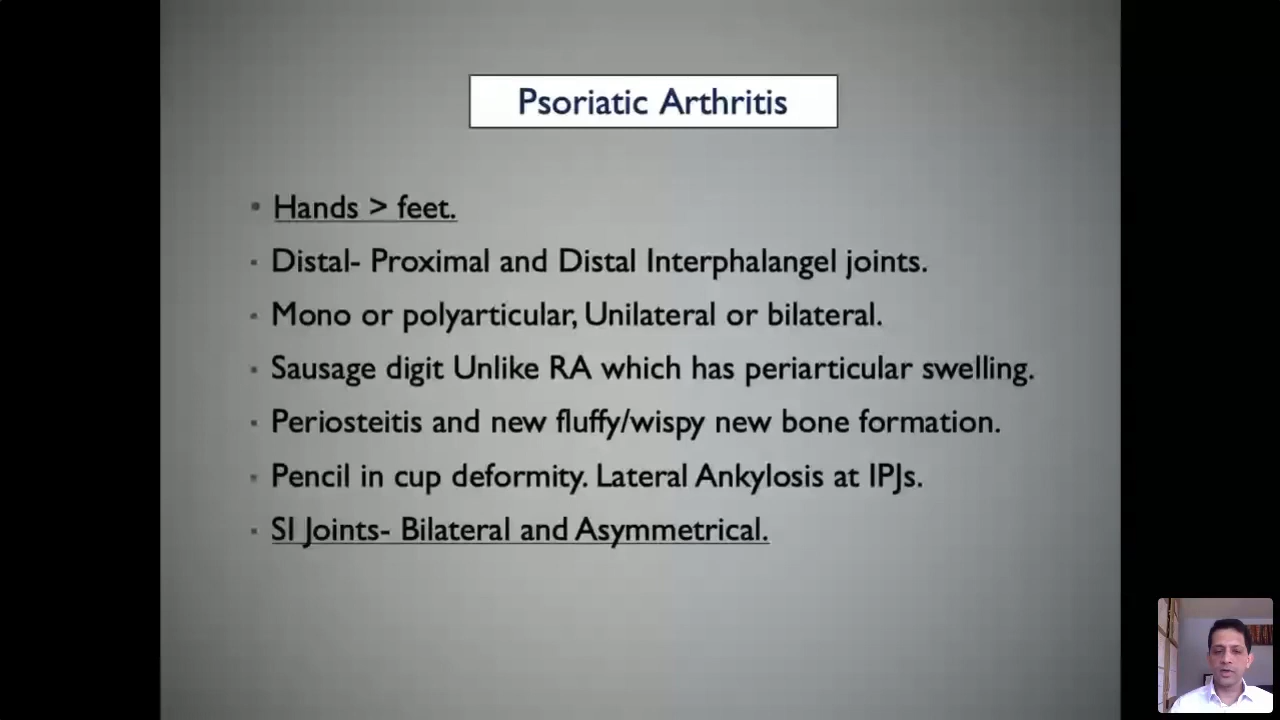 Psoriatic Arthritis
• Hands > feet.
• Distal- Proximal and Distal Interphalangel joints.
• Mono or polyarticular, Unilateral or bilateral.
• Sausage digit Unlike RA which has periarticular swelling.
• Periosteitis and new fluffy/wispy new bone formation.
• Pencil in cup deformity. Lateral Ankylosis at IPJs.
• SI Joints- Bilateral and Asymmetrical.